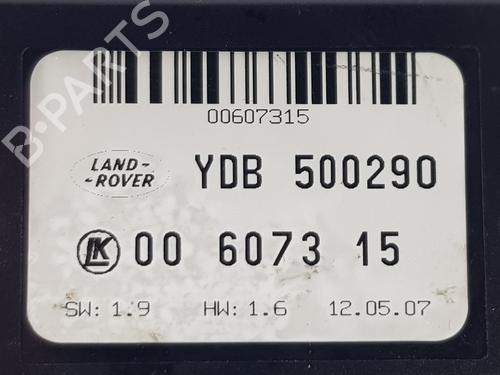 00607315
LAND-
-ROVER
YDB 500290
LK 00 6073 15
SW: 1.9 HW: 1.6 12.05.07
B-PARTS